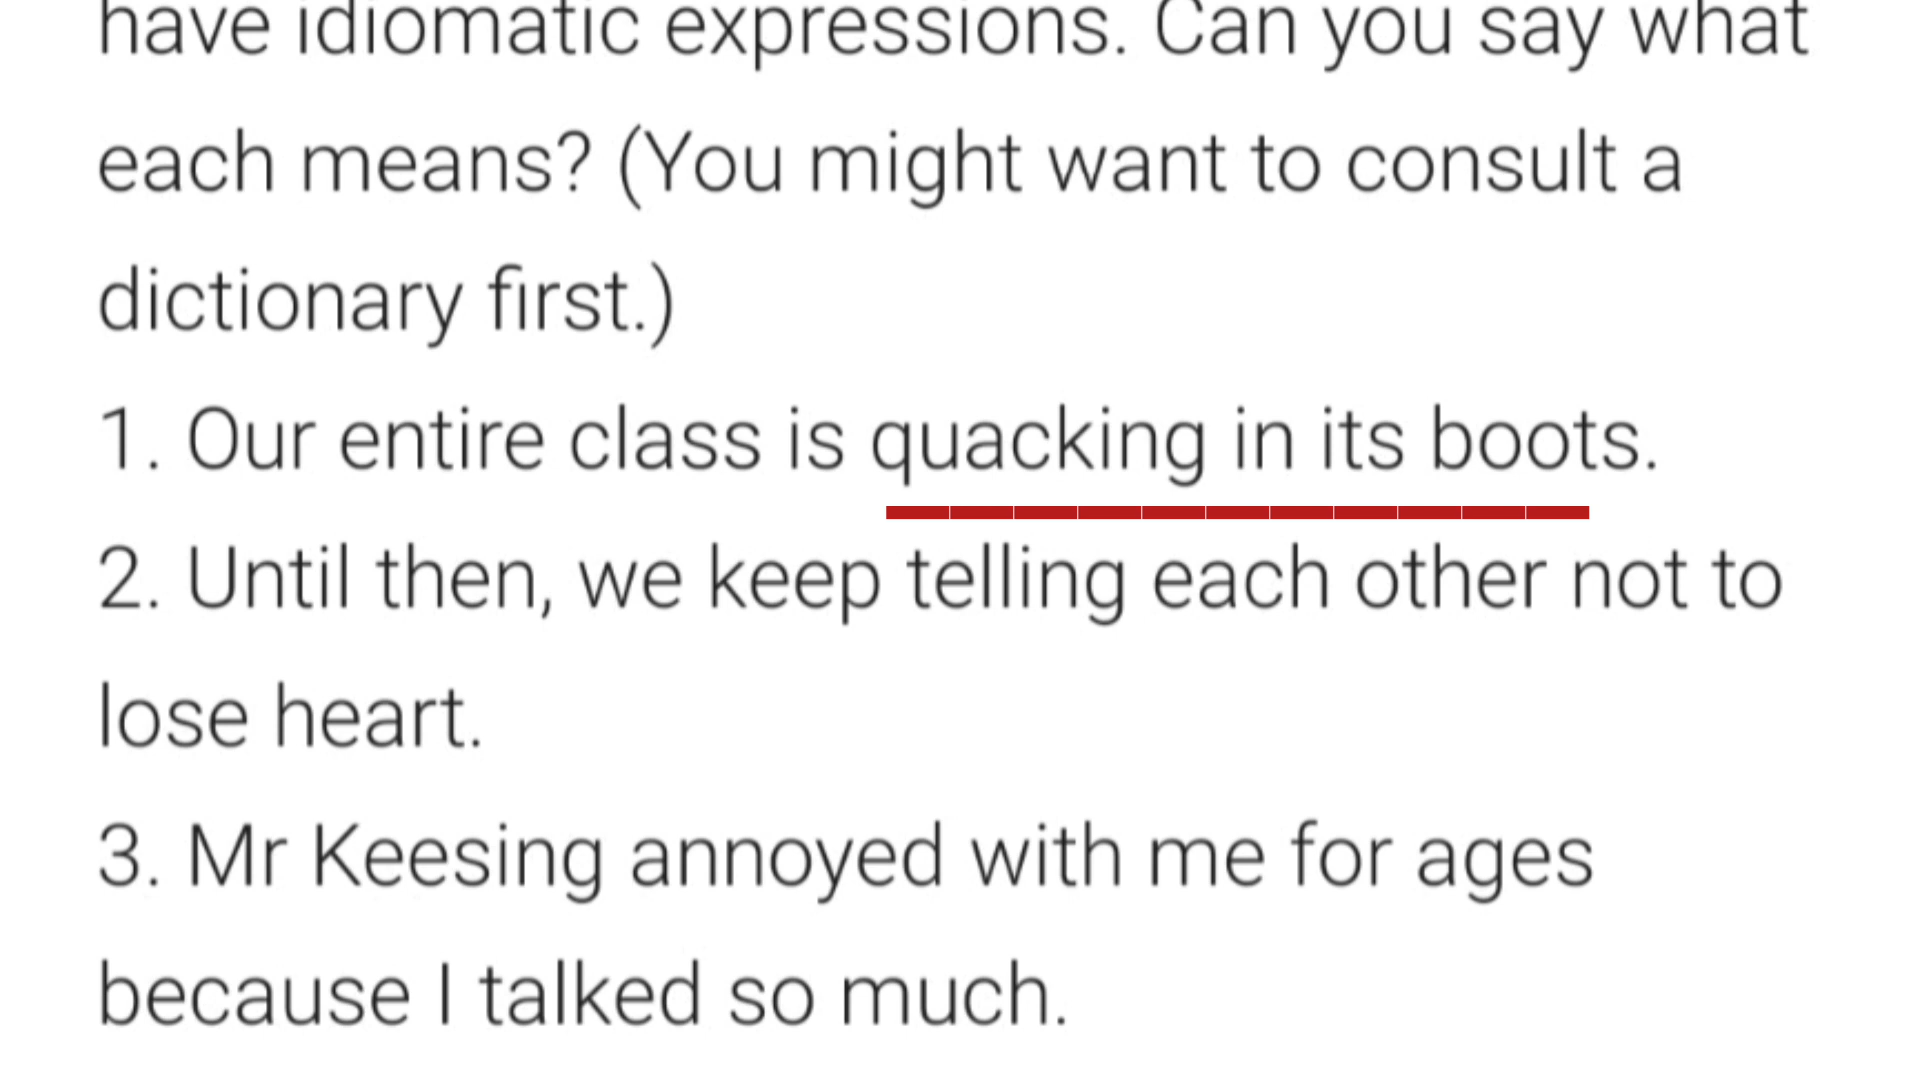 have idiomatic expressions. Can you say what
each means? (You might want to consult a
dictionary first.)
1. Our entire class is quacking in its boots.
2. Until then, we keep telling each other not to
lose heart.
3. Mr Keesing annoyed with me for ages
because I talked so much.